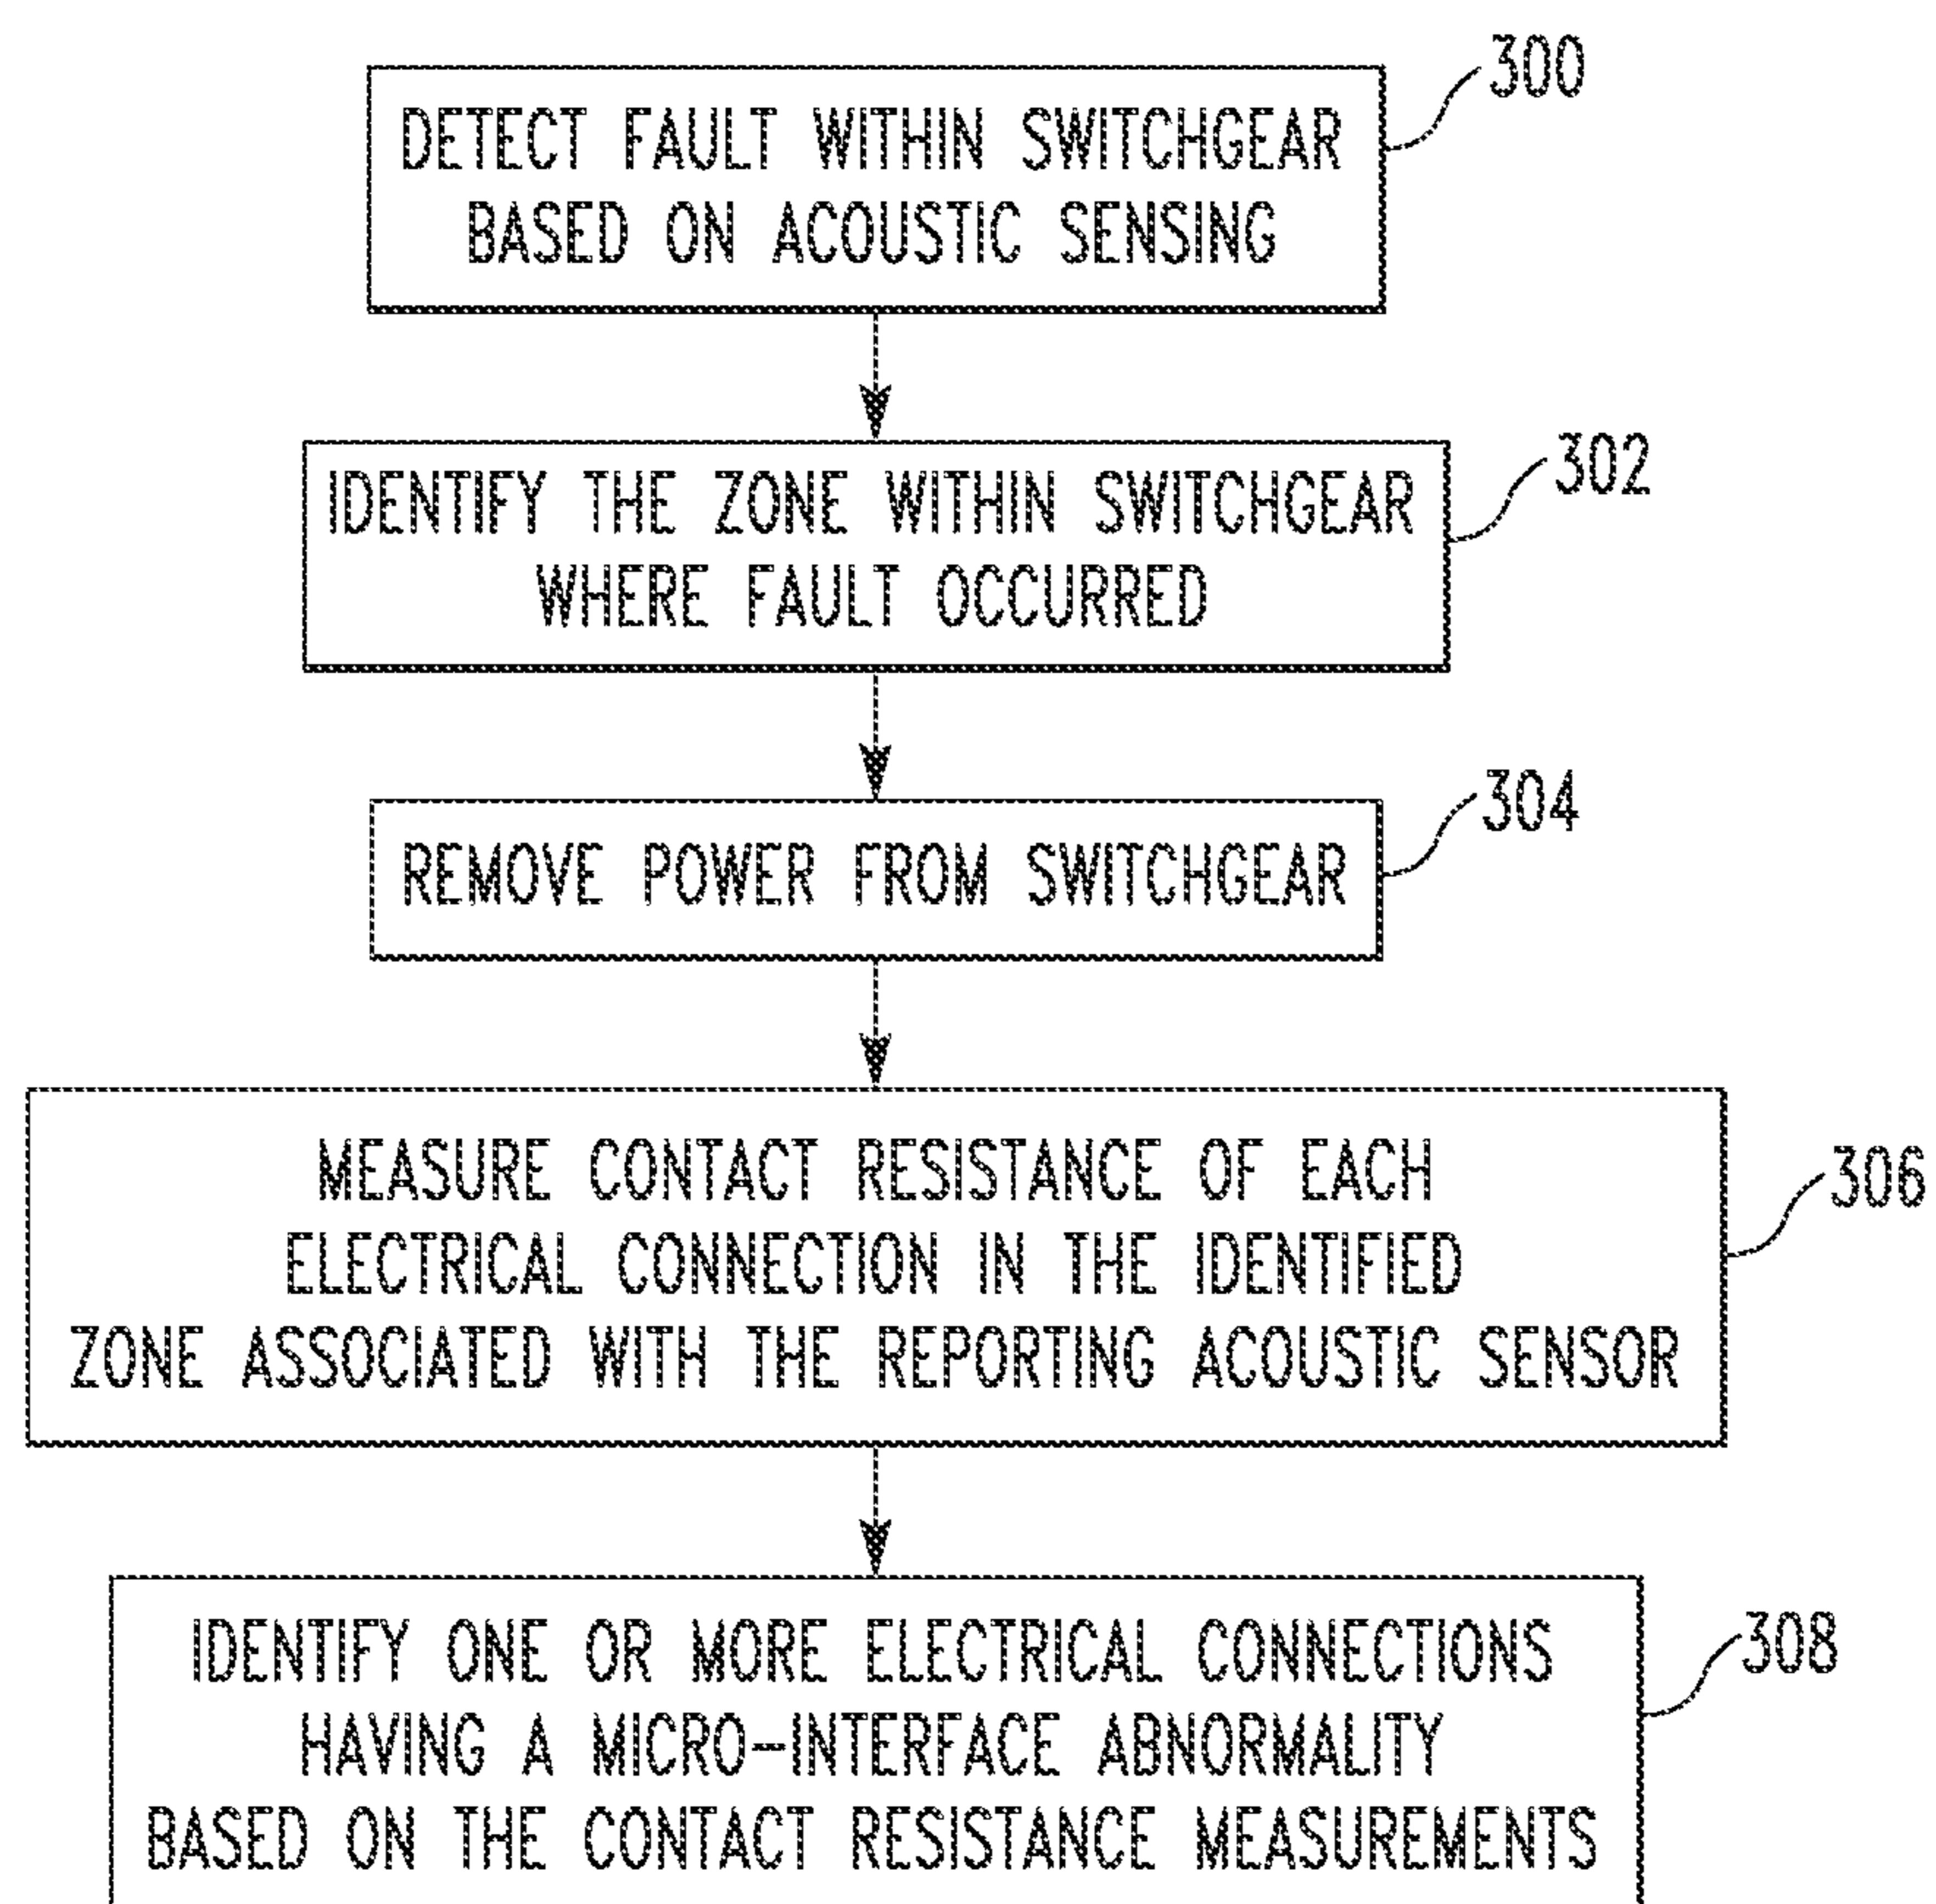 300
DETECT FAULT WITHIN SWITCHGEAR
BASED ON ACOUSTIC SENSING
302
IDENTIFY THE ZONE WITHIN SWITCHGEAR
WHERE FAULT OCCURRED
304
REMOVE POWER FROM SWITCHGEAR
306
MEASURE CONTACT RESISTANCE OF EACH
ELECTRICAL CONNECTION IN THE IDENTIFIED
ZONE ASSOCIATED WITH THE REPORTING ACOUSTIC SENSOR
308
IDENTIFY ONE OR MORE ELECTRICAL CONNECTIONS
HAVING A MICRO-INTERFACE ABNORMALITY
BASED ON THE CONTACT RESISTANCE MEASUREMENTS